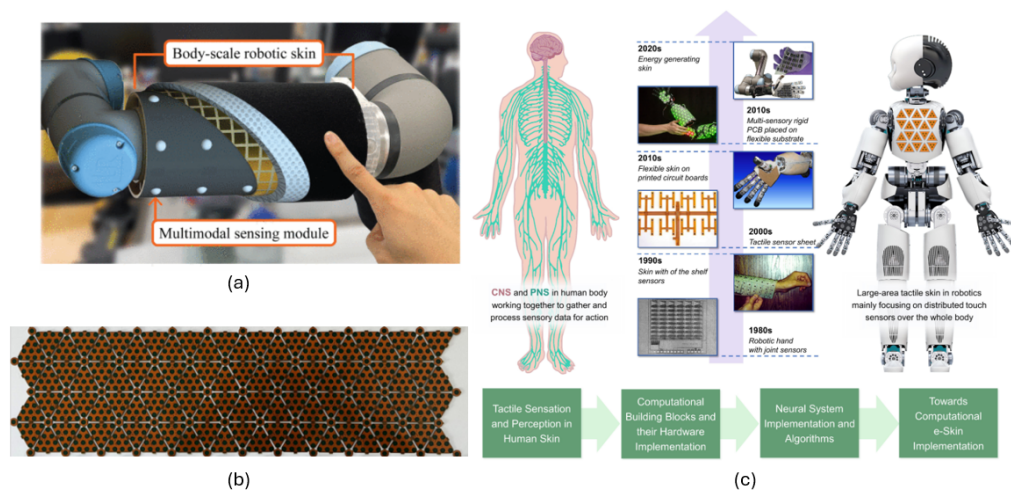 Body-scale robotic skin
Multimodal sensing module
(a)
(b)
2020s
Energy generating
skin
2010s
Multi-sensory rigid
PCB placed on
flexible substrate
2010s
Flexible skin on
printed circuit boards
2000s
Tactile sensor sheet
1990s
Skin with of the shelf
sensors
1980s
Robotic hand
with joint sensors
CNS and PNS in human body
working together to gather and
process sensory data for action
Large-area tactile skin in robotics
mainly focusing on distributed touch
sensors over the whole body
Tactile Sensation
and Perception in
Human Skin
Computational
Building Blocks and
their Hardware
Implementation
Neural System
Implementation and
Algorithms
Towards
Computational
e-Skin
Implementation
(c)